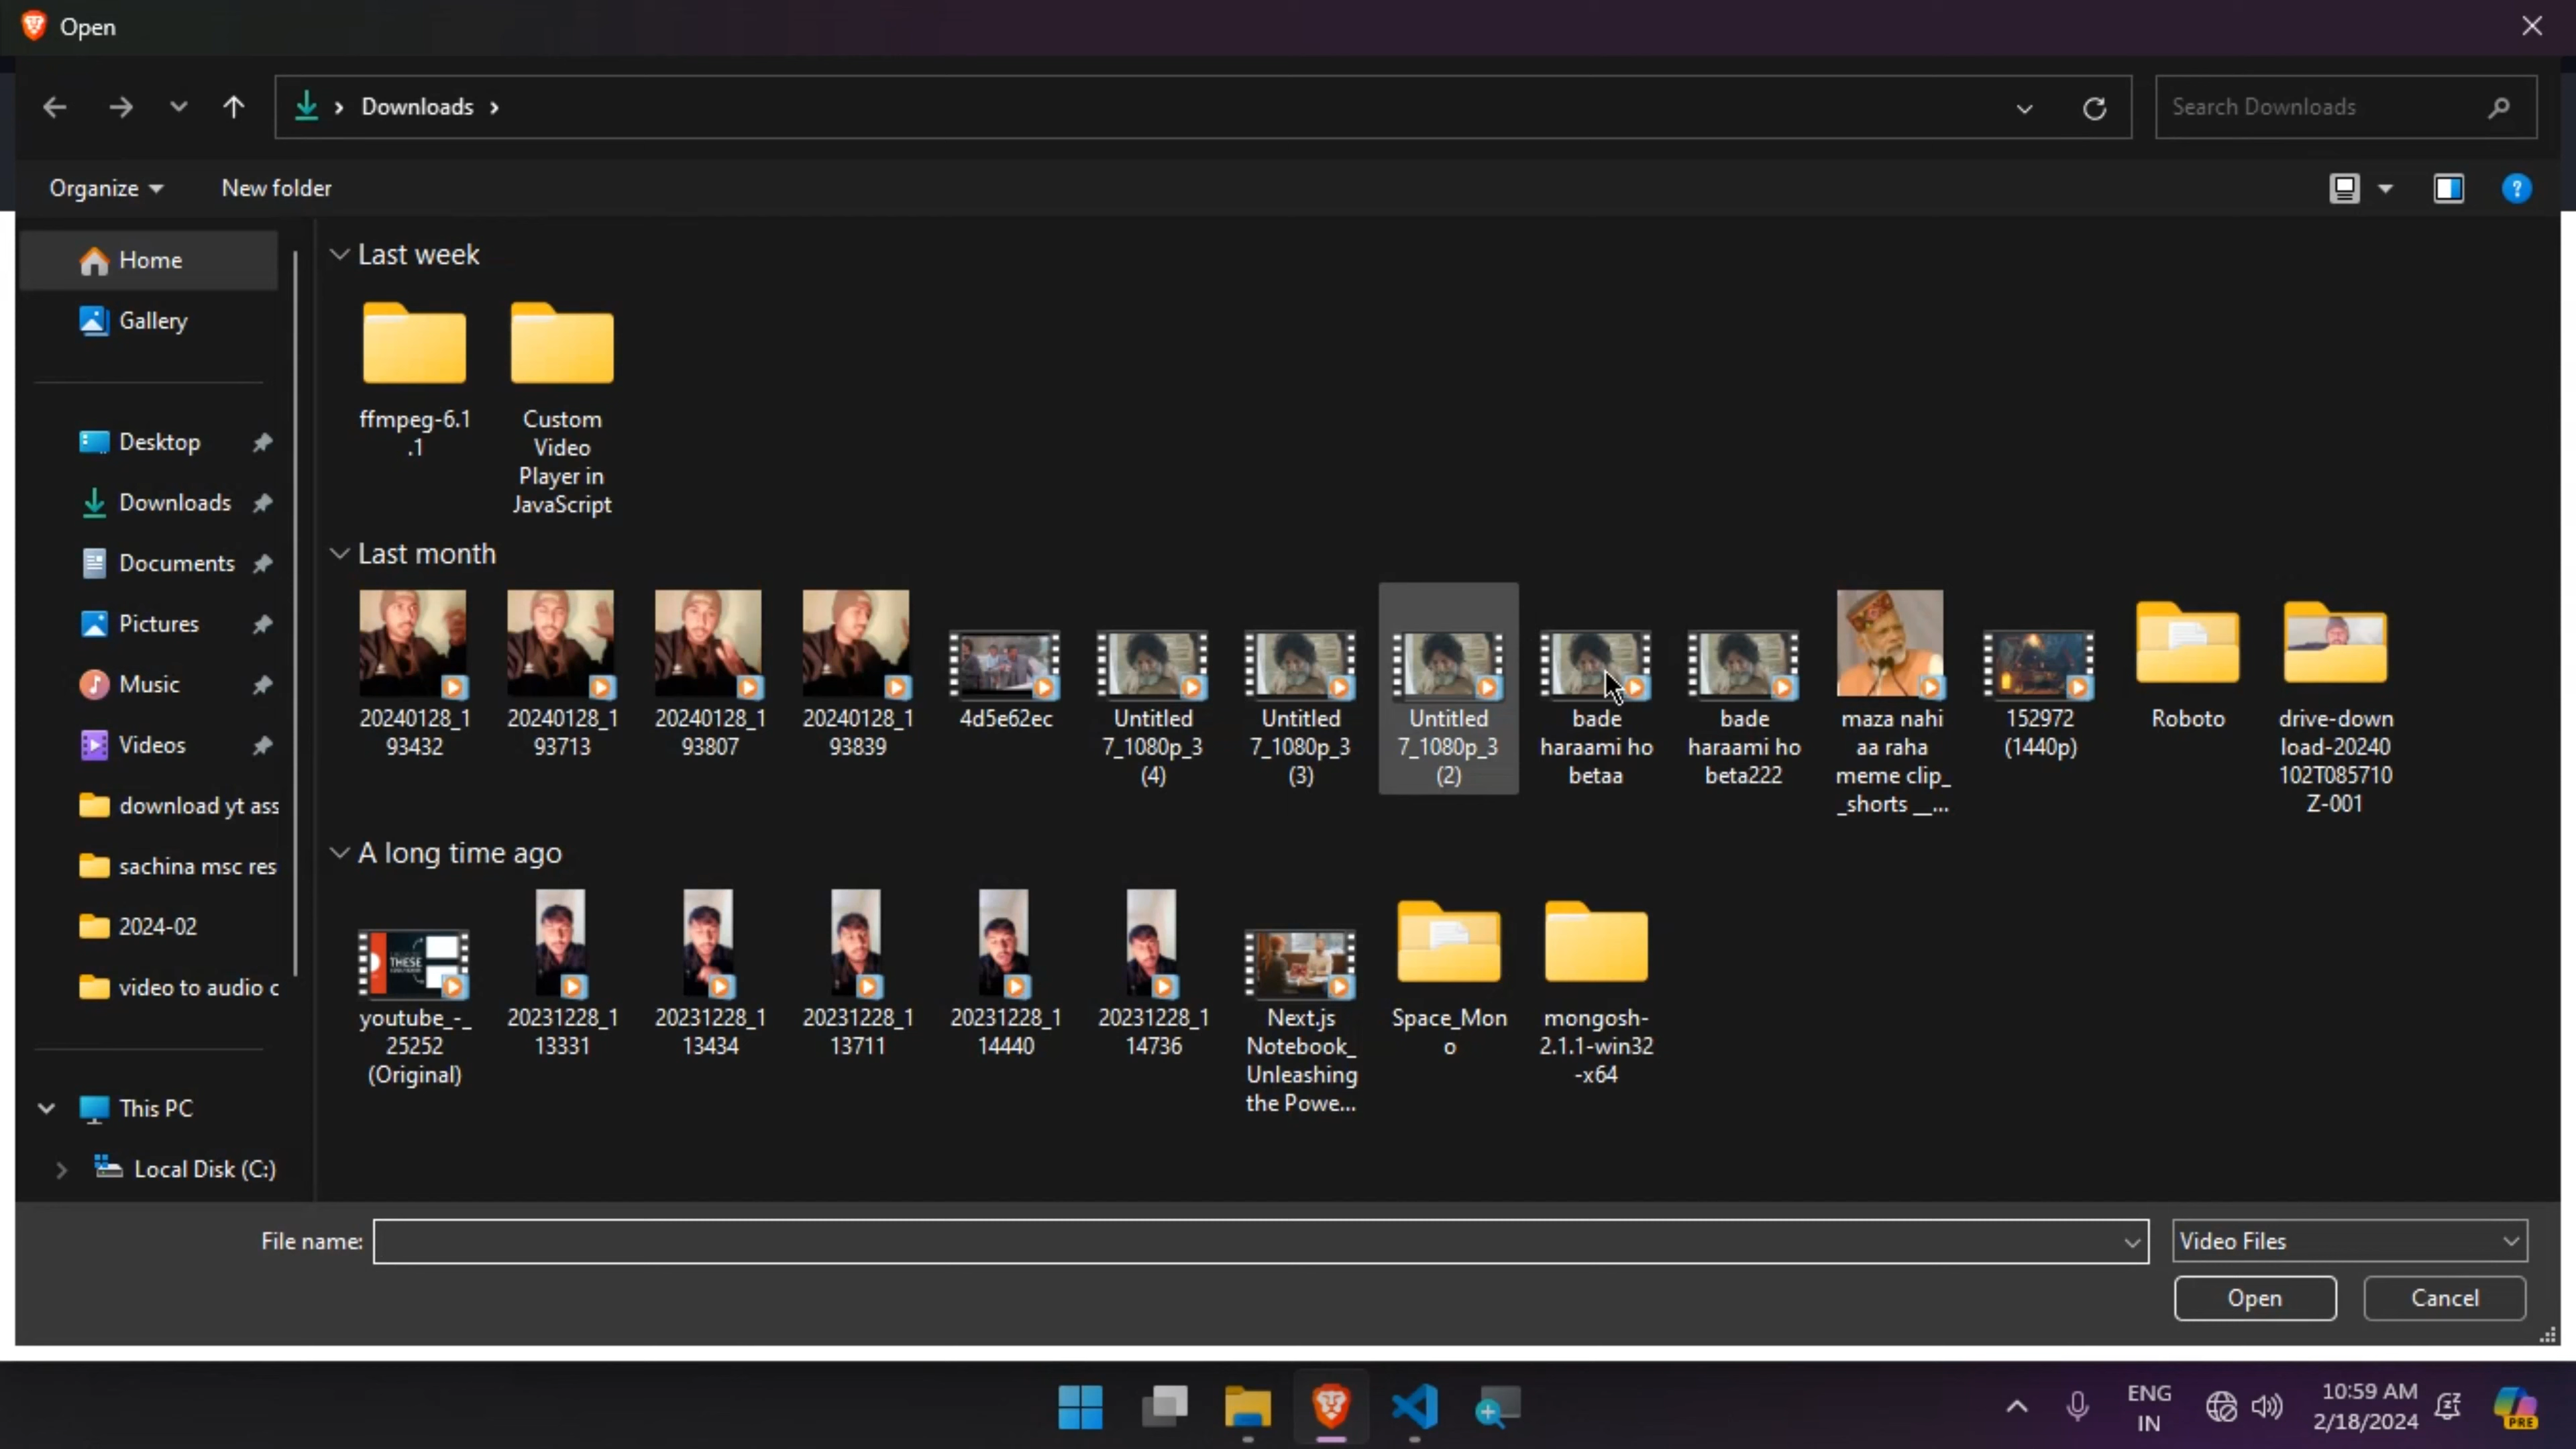 Open
Downloads
Search Downloads
Organize
New folder
Home
Gallery
Desktop
Downloads
Documents
Pictures
Music
Videos
download yt ass
sachina msc res
2024-02
video to audio c
This PC
Local Disk (C:)
Last week
ffmpeg-6.1
.1
Custom
Video
Player in
JavaScript
Last month
20240128_1
93432
20240128_1
93713
20240128_1
93807
20240128_1
93839
4d5e62ec
Untitled
7_1080p_3
(4)
Untitled
7_1080p_3
(3)
Untitled
7_1080p_3
(2)
bade
haraami ho
betaa
bade
haraami ho
beta222
maza nahi
aa raha
meme clip_
_shorts __...
152972
(1440p)
Roboto
drive-down
load-20240
102T085710
Z-001
A long time ago
THESE
youtube_-_
25252
(Original)
20231228_1
13331
20231228_1
13434
20231228_1
13711
20231228_1
14440
20231228_1
14736
Next.js
Notebook_
Unleashing
the Powe...
Space_Mon
o
mongosh-
2.1.1-win32
-x64
File name:
Video Files
Open
Cancel
ENG
IN
10:59 AM
2/18/2024
PRE